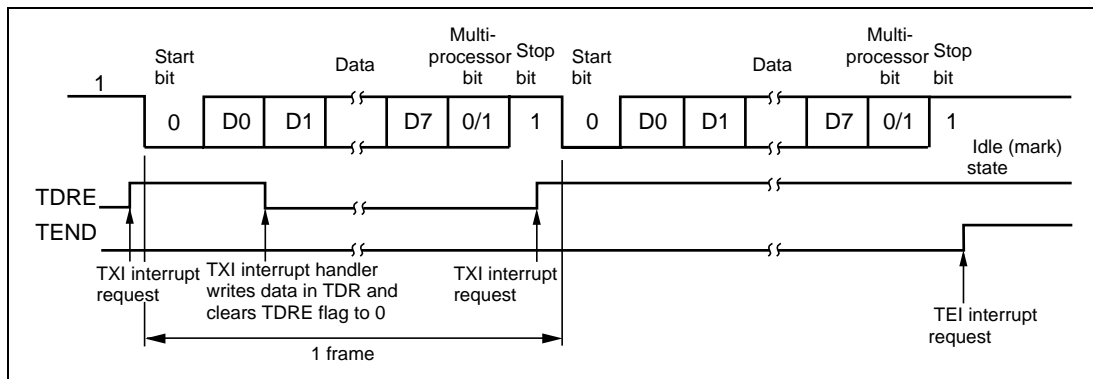 Multi-
Start processor Stop Start
bit Data bit bit bit
Multi-
processor Stop
Data bit bit
1
0 D0 D1 D7 0/1 1 0 D0 D1 D7 0/1 1
Idle (mark)
state
TDRE
TEND
TXI interrupt
request
TXI interrupt handler
writes data in TDR and
clears TDRE flag to 0
TXI interrupt
request
TEI interrupt
request
1 frame